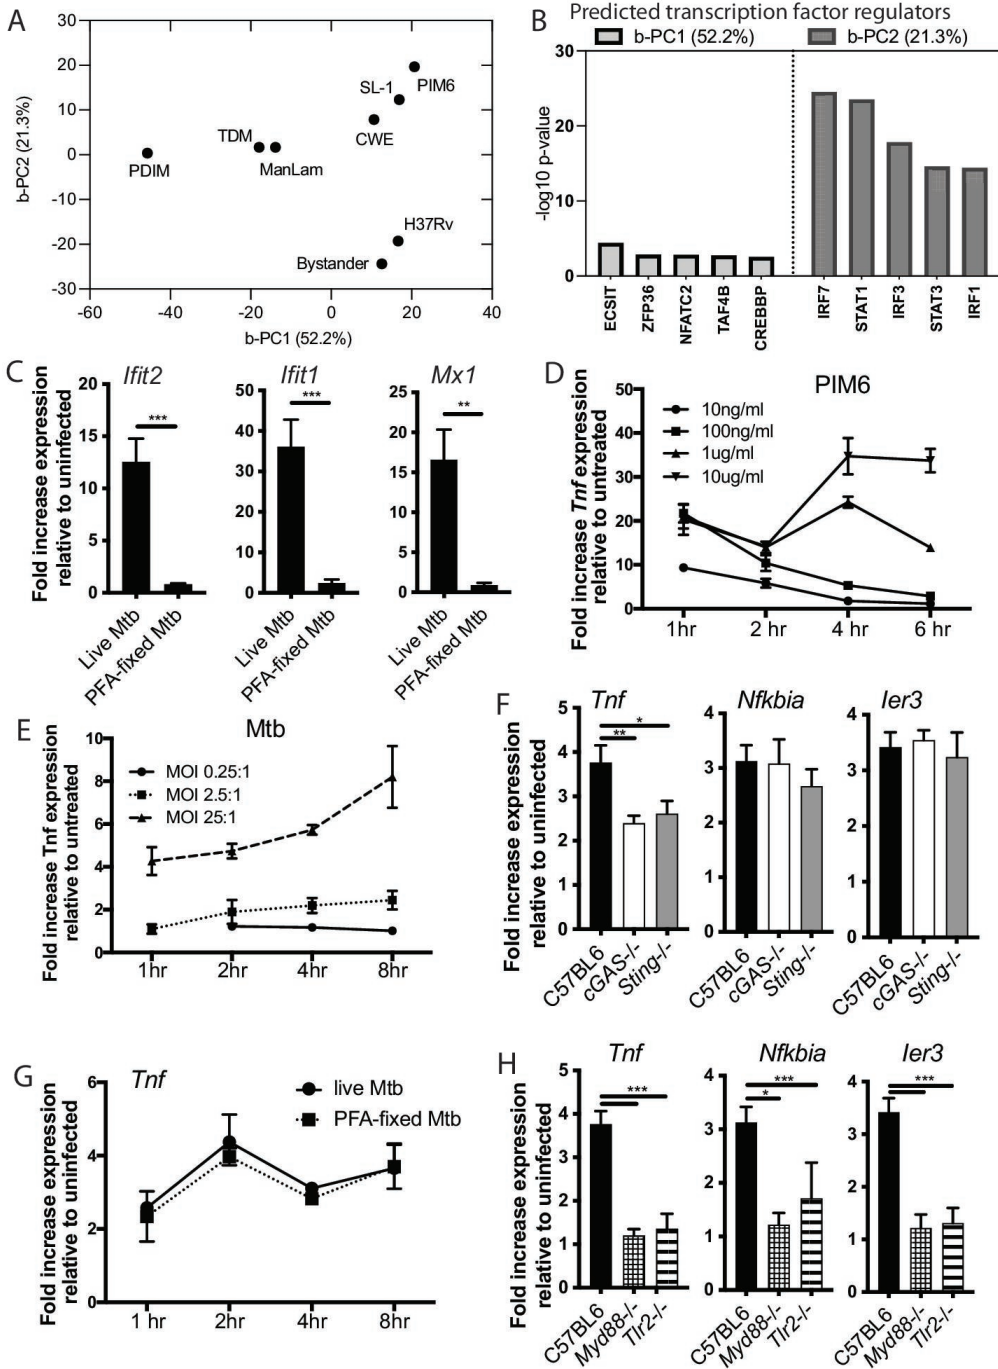 A
b-PC2 (21.3%)
30
20
10
0
-10
-20
-30
PDIM
TDM
ManLam
SL-1
PIM6
CWE
H37Rv
Bystander
-60
-40
-20
0
20
40
b-PC1 (52.2%)
B
Predicted transcription factor regulators
b-PC1 (52.2%)
b-PC2 (21.3%)
-log10 p-value
30
20
10
0
ECSIT
ZFP36
NFATC2
TAF4B
CREBBP
IRF7
STAT1
IRF3
STAT3
IRF1
C
Fold increase expression
relative to uninfected
Ifit2
20
15
10
5
0
***
Live Mtb
PFA-fixed Mtb
Ifit1
50
40
30
20
10
0
***
Live Mtb
PFA-fixed Mtb
Mx1
25
20
15
10
5
0
**
Live Mtb
PFA-fixed Mtb
D
PIM6
Fold increase Tnf expression
relative to untreated
50
40
30
20
10
0
10ng/ml
100ng/ml
1ug/ml
10ug/ml
1hr
2 hr
4 hr
6 hr
E
Mtb
Fold increase Tnf expression
relative to untreated
10
8
6
4
2
0
MOI 0.25:1
MOI 2.5:1
MOI 25:1
1hr
2hr
4hr
8hr
F
Fold increase expression
relative to uninfected
Tnf
5
4
3
2
1
0
*
**
C57BL6
cGAS-/-
Sting-/-
Nfkbia
4
3
2
1
0
C57BL6
cGAS-/-
Sting-/-
Ier3
4
3
2
1
0
C57BL6
cGAS-/-
Sting-/-
G
Tnf
Fold increase expression
relative to uninfected
6
4
2
0
live Mtb
PFA-fixed Mtb
1 hr
2hr
4hr
8hr
H
Fold increase expression
relative to uninfected
Tnf
5
4
3
2
1
0
***
C57BL6
Myd88-/-
Tlr2-/-
Nfkbia
4
3
2
1
0
***
*
C57BL6
Myd88-/-
Tlr2-/-
Ier3
4
3
2
1
0
***
C57BL6
Myd88-/-
Tlr2-/-